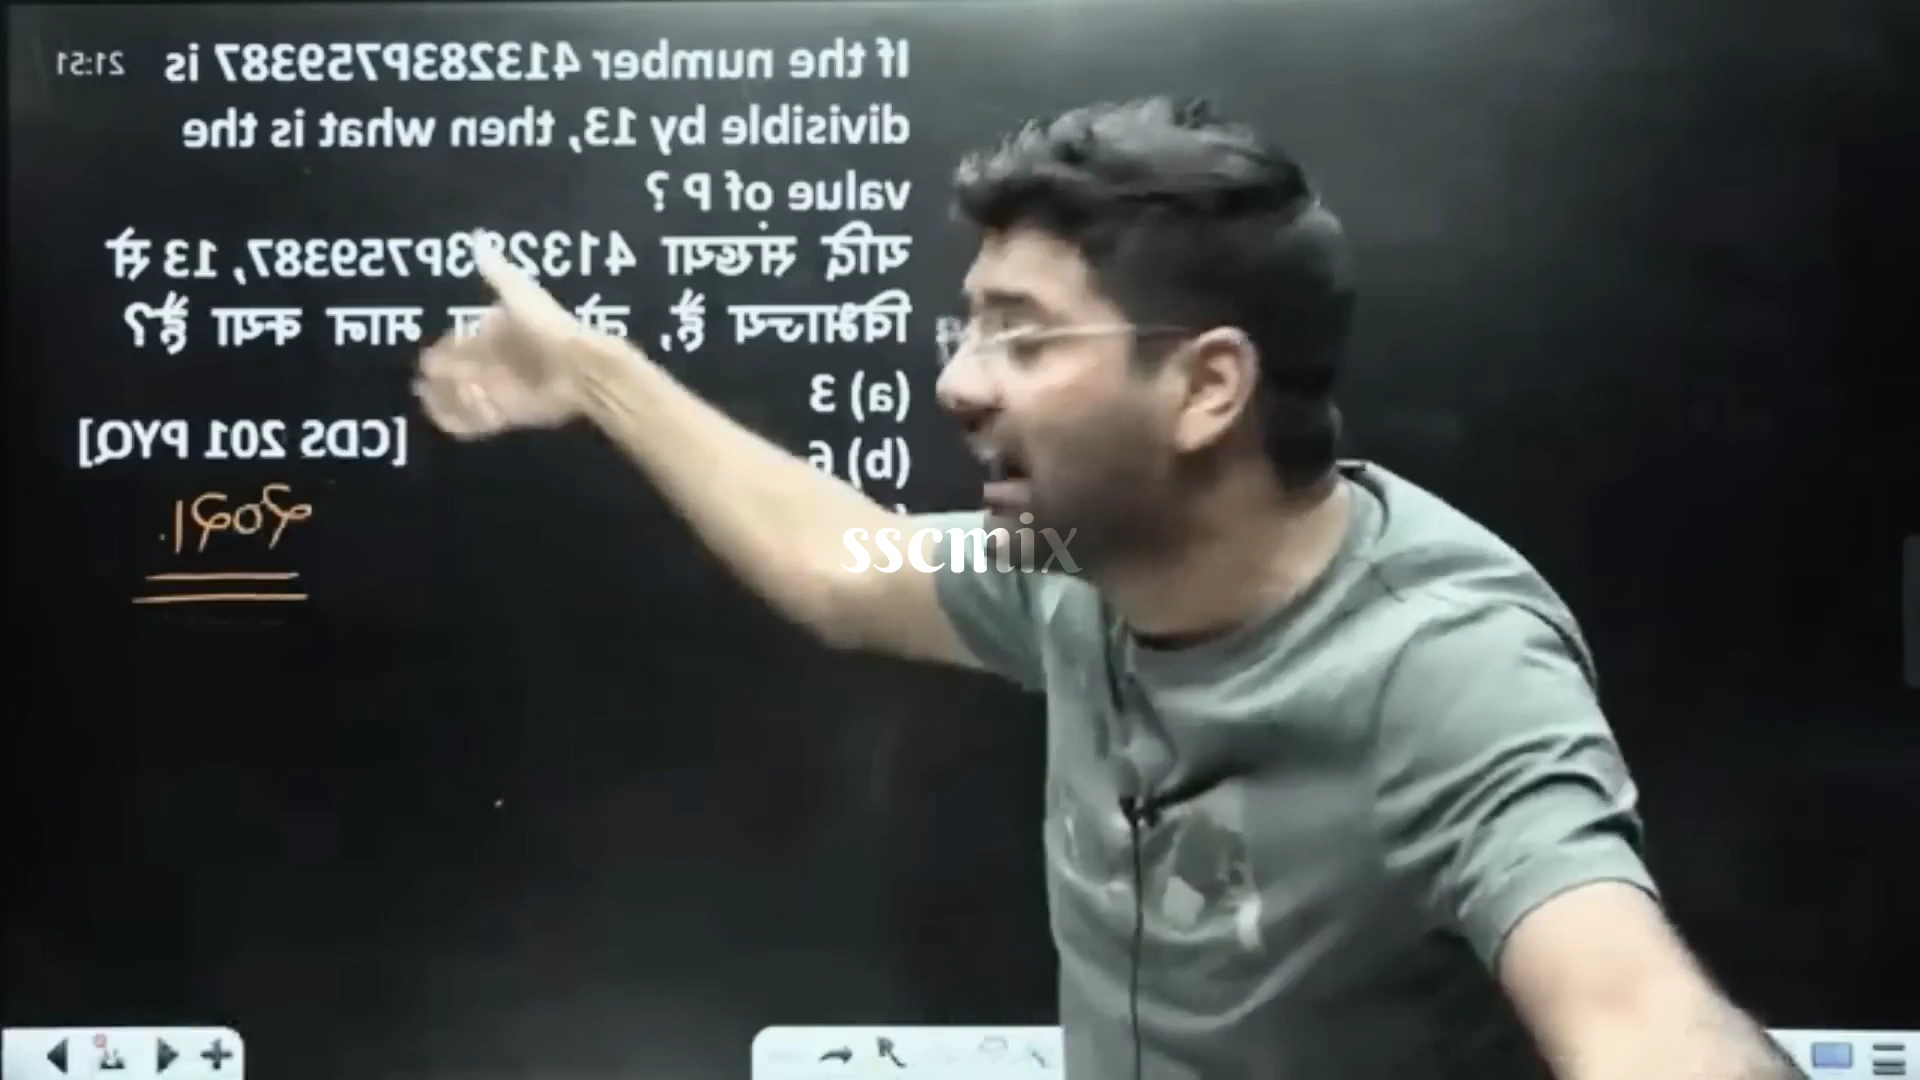 21:51
If the number 413283P759387 is
divisible by 13, then what is the
value of P ?
यदि संख्या 413283P759387, 13 से
विभाज्य है, मान क्या है?
(a) 3
(b) 6
[CDS 201 PYQ]
sscmix